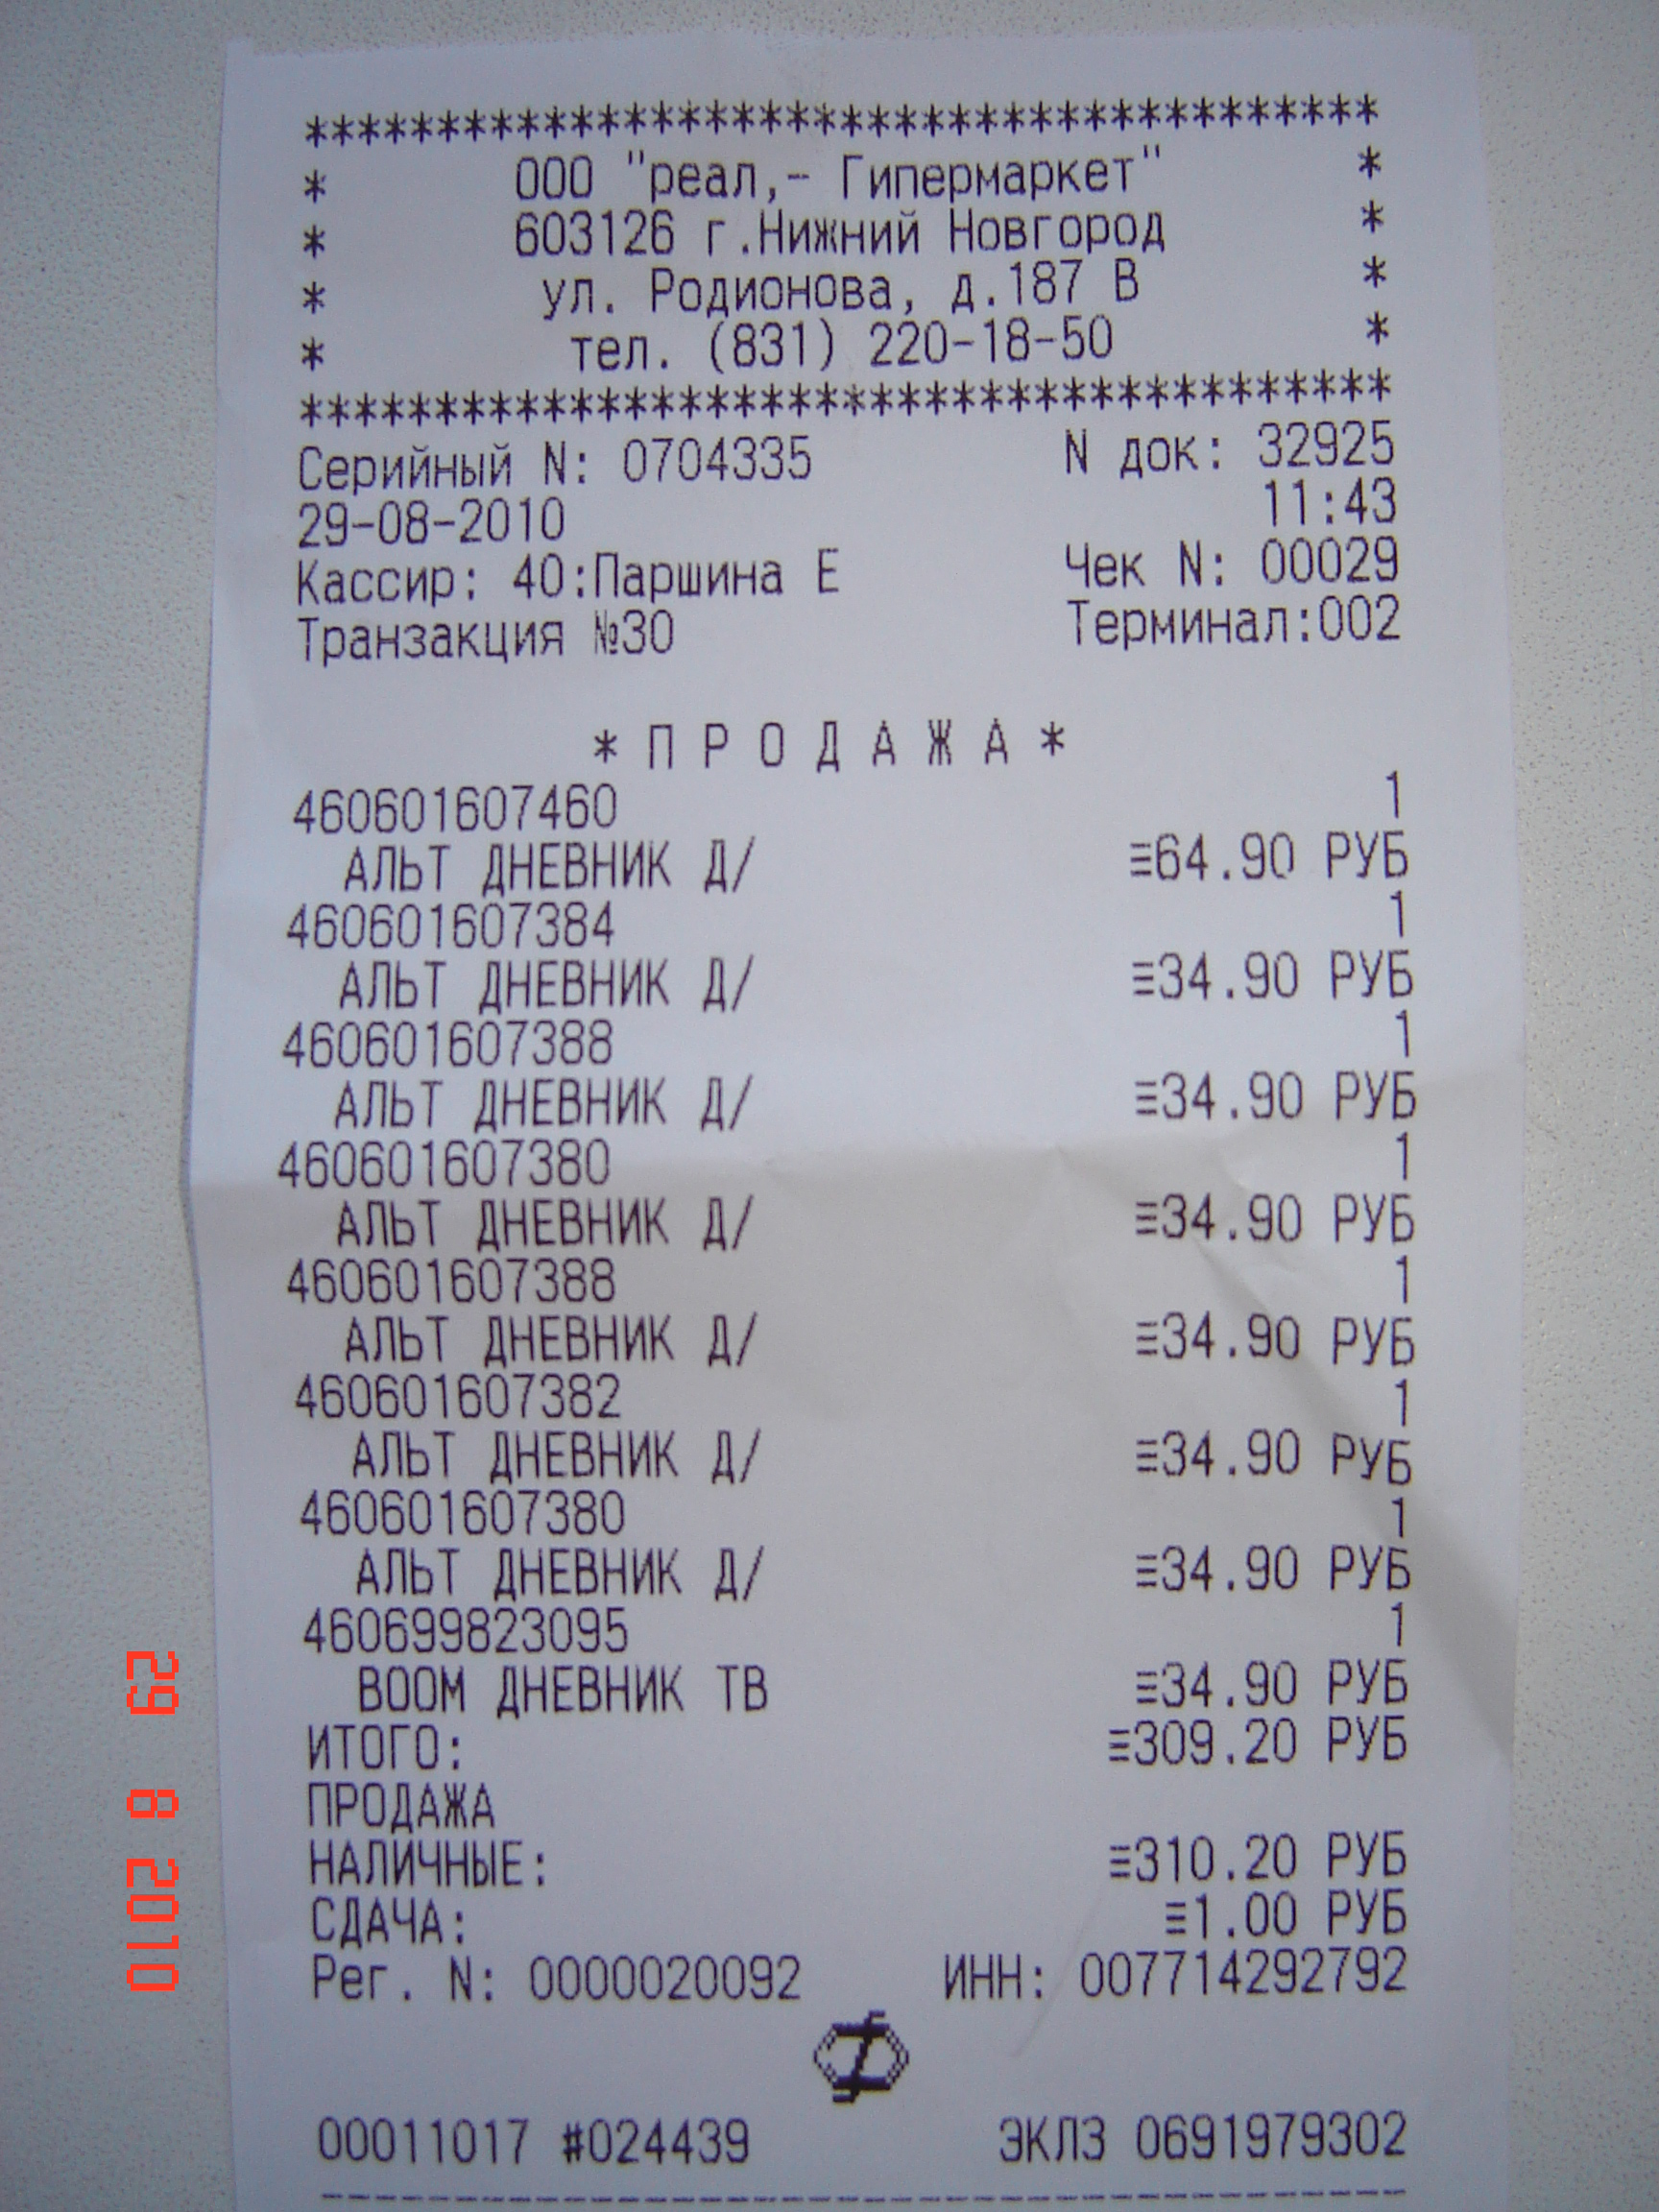 ****************************************
* ООО "реал,- Гипермаркет" *
* 603126 г.Нижний Новгород *
* ул. Родионова, д.187 В *
* тел. (831) 220-18-50 *
****************************************
Серийный N: 0704335 N док: 32925
29-08-2010 11:43
Кассир: 40:Паршина Е Чек N: 00029
Транзакция №30 Терминал:002
* П Р О Д А Ж А *
460601607460 1
АЛЬТ ДНЕВНИК Д/ ≡64.90 РУБ
460601607384 1
АЛЬТ ДНЕВНИК Д/ ≡34.90 РУБ
460601607388 1
АЛЬТ ДНЕВНИК Д/ ≡34.90 РУБ
460601607380 1
АЛЬТ ДНЕВНИК Д/ ≡34.90 РУБ
460601607388 1
АЛЬТ ДНЕВНИК Д/ ≡34.90 РУБ
460601607382 1
АЛЬТ ДНЕВНИК Д/ ≡34.90 РУБ
460601607380 1
АЛЬТ ДНЕВНИК Д/ ≡34.90 РУБ
460699823095 1
BOOM ДНЕВНИК ТВ ≡34.90 РУБ
ИТОГО: ≡309.20 РУБ
ПРОДАЖА
НАЛИЧНЫЕ: ≡310.20 РУБ
СДАЧА: ≡1.00 РУБ
Рег. N: 0000020092 ИНН: 007714292792
00011017 #024439 ЭКЛЗ 0691979302
29 8 2010